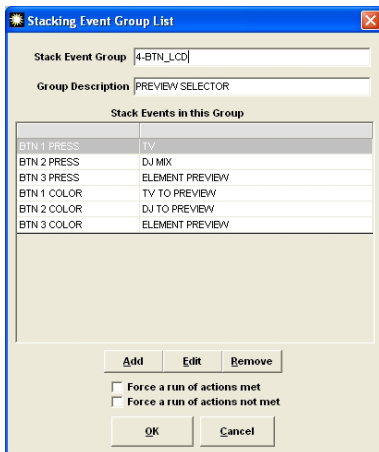 Stacking Event Group List
Stack Event Group 4-BTN_LCD
Group Description PREVIEW SELECTOR
Stack Events in this Group
BTN 1 PRESS TV
BTN 2 PRESS DJ MIX
BTN 3 PRESS ELEMENT PREVIEW
BTN 1 COLOR TV TO PREVIEW
BTN 2 COLOR DJ TO PREVIEW
BTN 3 COLOR ELEMENT PREVIEW
Add Edit Remove
Force a run of actions met
Force a run of actions not met
OK Cancel